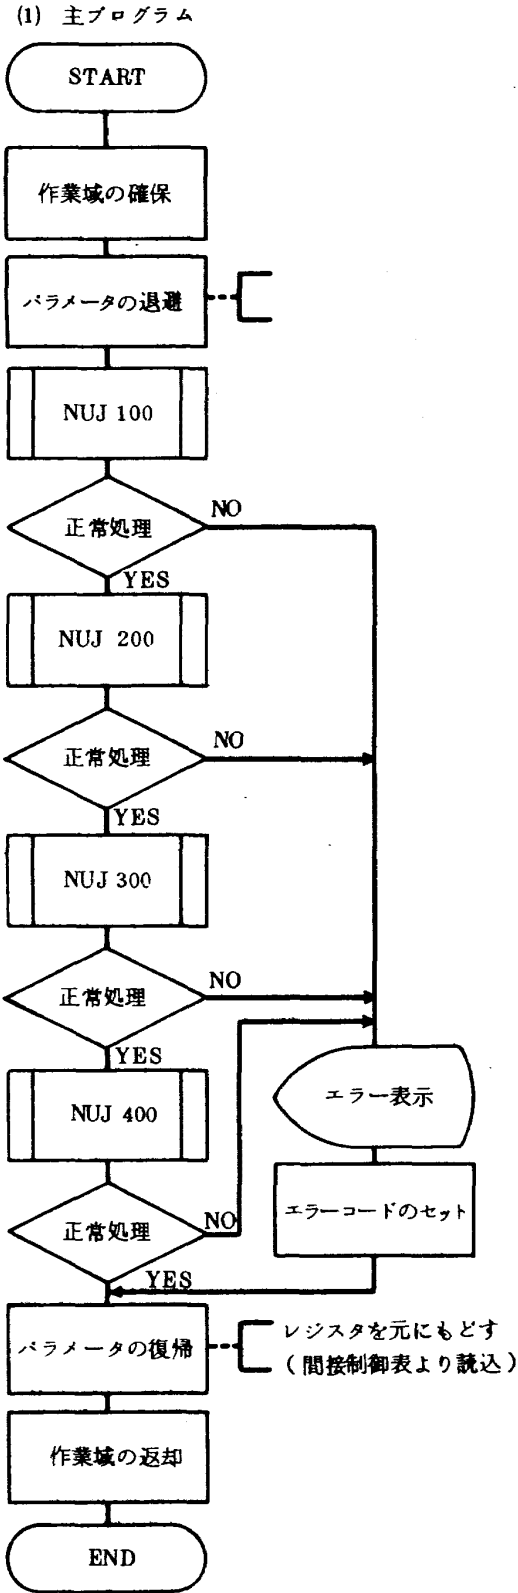 (1) 主プログラム
START
作業域の確保
パラメータの退避
NUJ 100
正常処理
NO
YES
NUJ 200
正常処理
NO
YES
NUJ 300
正常処理
NO
YES
NUJ 400
エラー表示
正常処理
NO
エラーコードのセット
YES
パラメータの復帰
レジスタを元にもどす
(間接制御表より読込)
作業域の返却
END